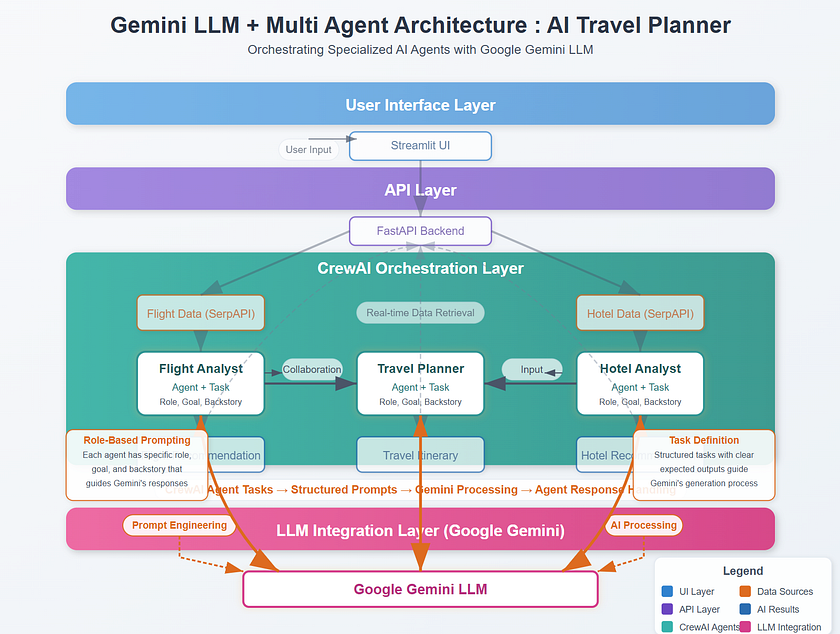 Gemini LLM + Multi Agent Architecture : AI Travel Planner
Orchestrating Specialized AI Agents with Google Gemini LLM
User Interface Layer
User Input
Streamlit UI
API Layer
FastAPI Backend
CrewAI Orchestration Layer
Flight Data (SerpAPI)
Real-time Data Retrieval
Hotel Data (SerpAPI)
Flight Analyst
Agent + Task
Role, Goal, Backstory
Collaboration
Travel Planner
Agent + Task
Role, Goal, Backstory
Input
Hotel Analyst
Agent + Task
Role, Goal, Backstory
Role-Based Prompting
Each agent has specific role,
goal, and backstory that
guides Gemini's responses
Travel Itinerary
Hotel
Task Definition
Structured tasks with clear
expected outputs guide
Gemini's generation process
CrewAI Agent Tasks → Structured Prompts → Gemini Processing → Agent Response Handling
Prompt Engineering
LLM Integration Layer (Google Gemini)
AI Processing
Google Gemini LLM
Legend
UI Layer
Data Sources
API Layer
AI Results
CrewAI Agents
LLM Integration